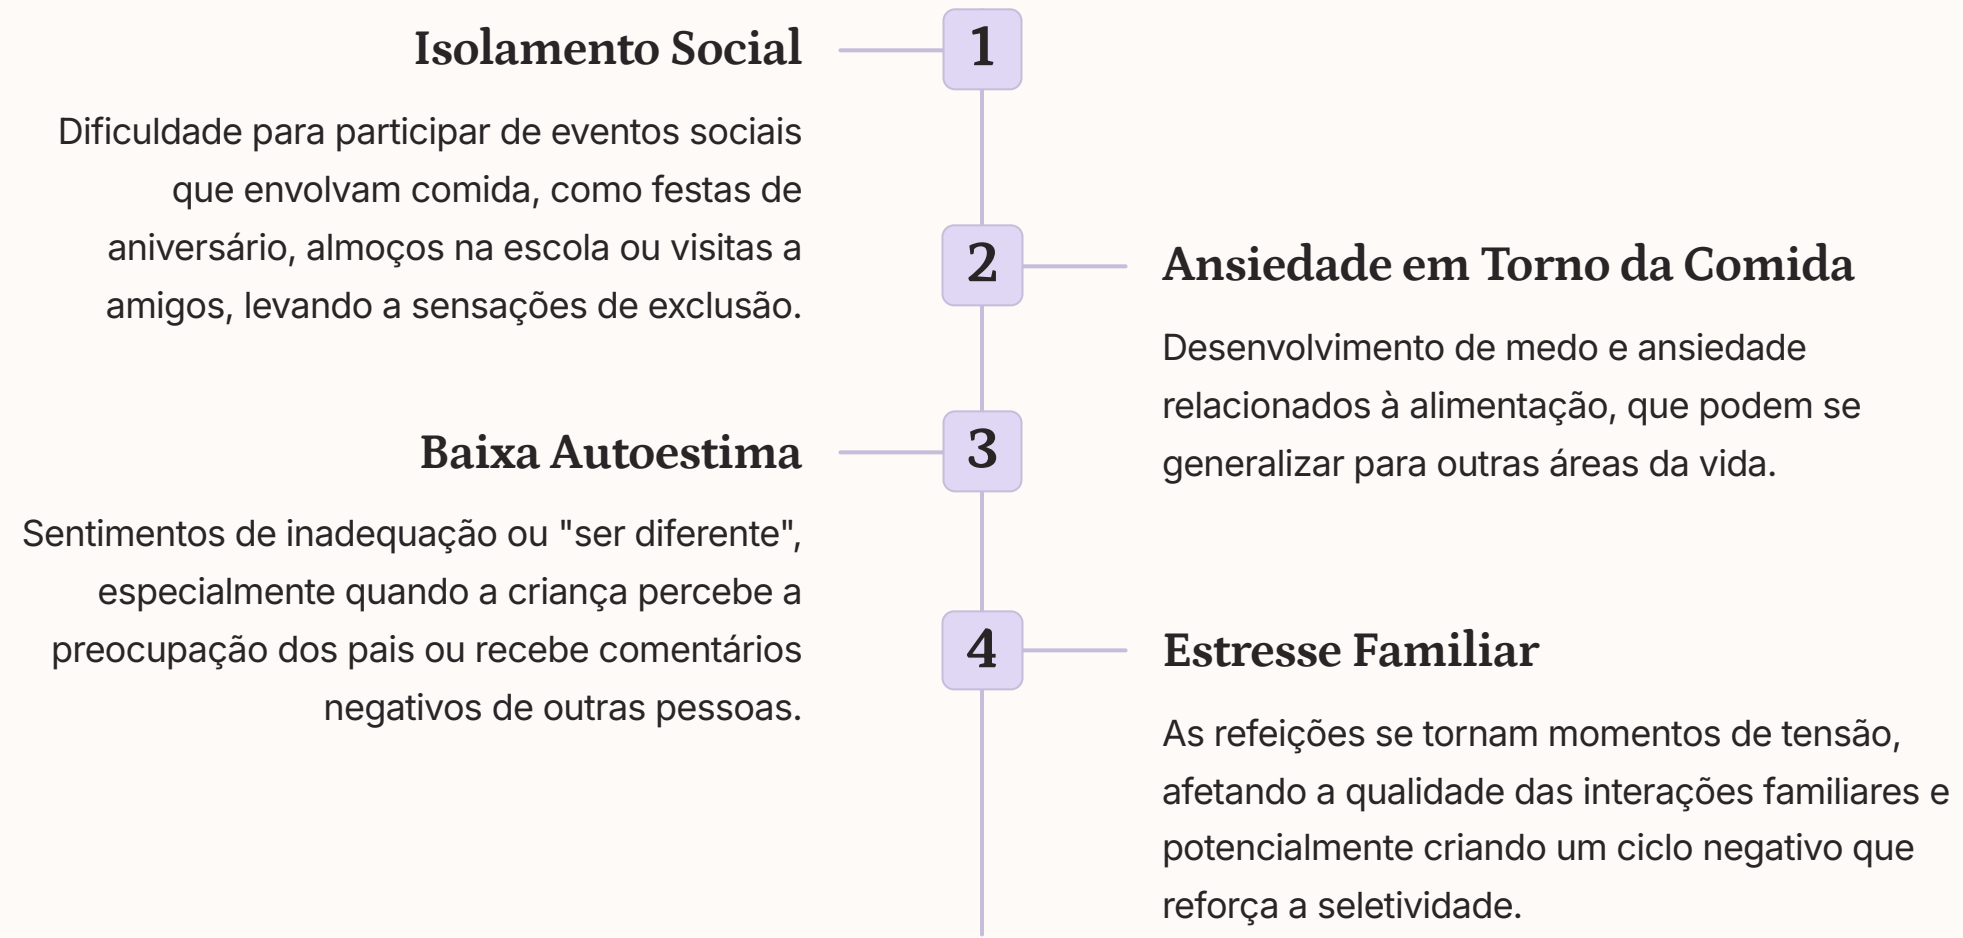 1
Isolamento Social
Dificuldade para participar de eventos sociais
que envolvam comida, como festas de
aniversário, almoços na escola ou visitas a
amigos, levando a sensações de exclusão.
2
Ansiedade em Torno da Comida
Desenvolvimento de medo e ansiedade
relacionados à alimentação, que podem se
generalizar para outras áreas da vida.
3
Baixa Autoestima
Sentimentos de inadequação ou "ser diferente",
especialmente quando a criança percebe a
preocupação dos pais ou recebe comentários
negativos de outras pessoas.
4
Estresse Familiar
As refeições se tornam momentos de tensão,
afetando a qualidade das interações familiares e
potencialmente criando um ciclo negativo que
reforça a seletividade.